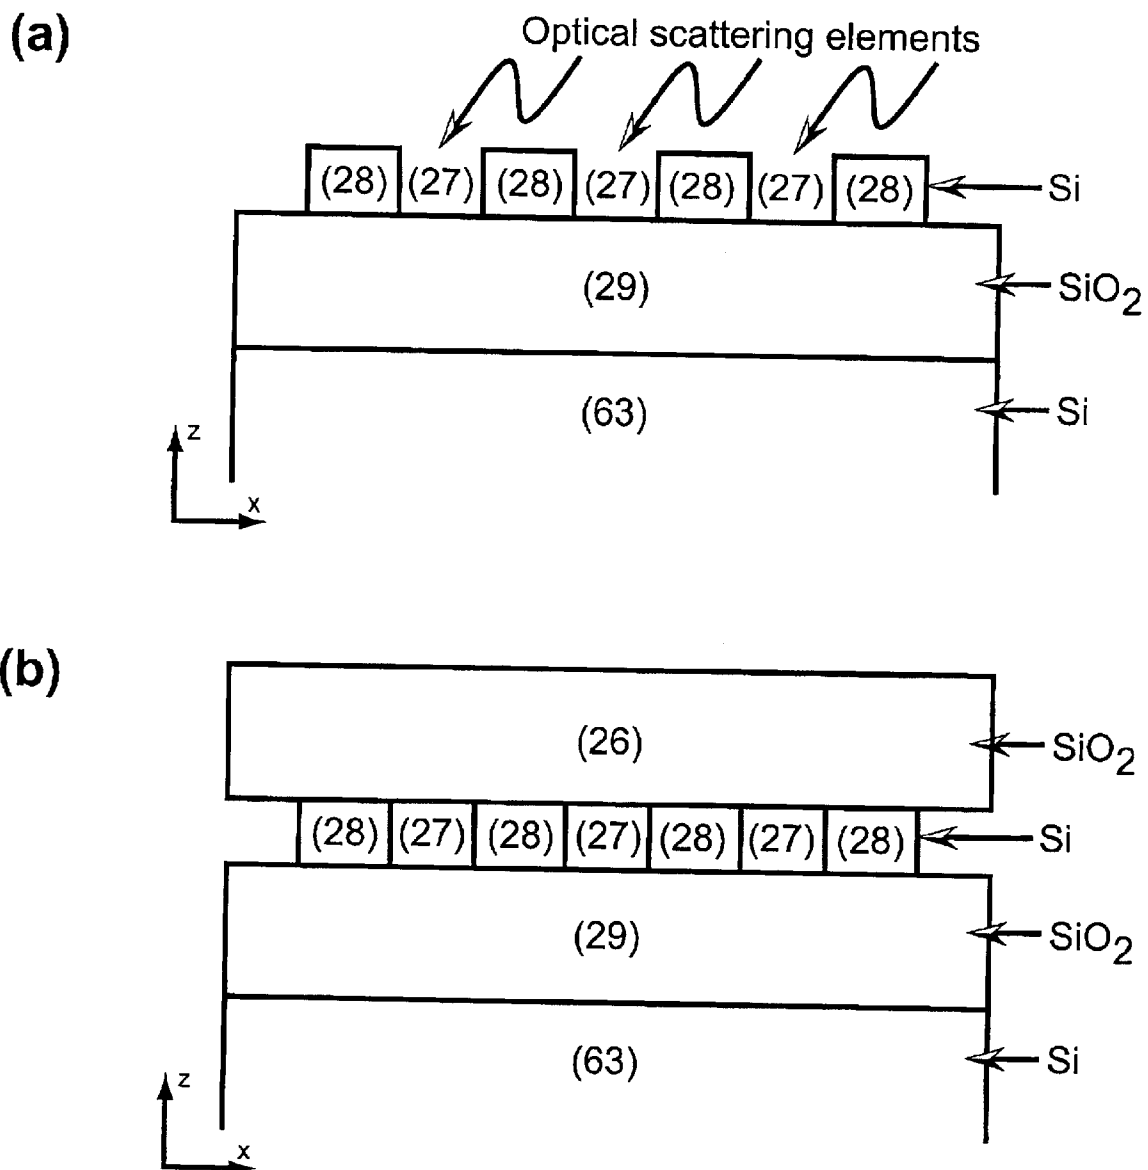 (a)
Optical scattering elements
(28) (27) (28) (27) (28) (27) (28) Si
(29) SiO2
(63) Si
z
x
(b)
(26) SiO2
(28) (27) (28) (27) (28) (27) (28) Si
(29) SiO2
(63) Si
z
x